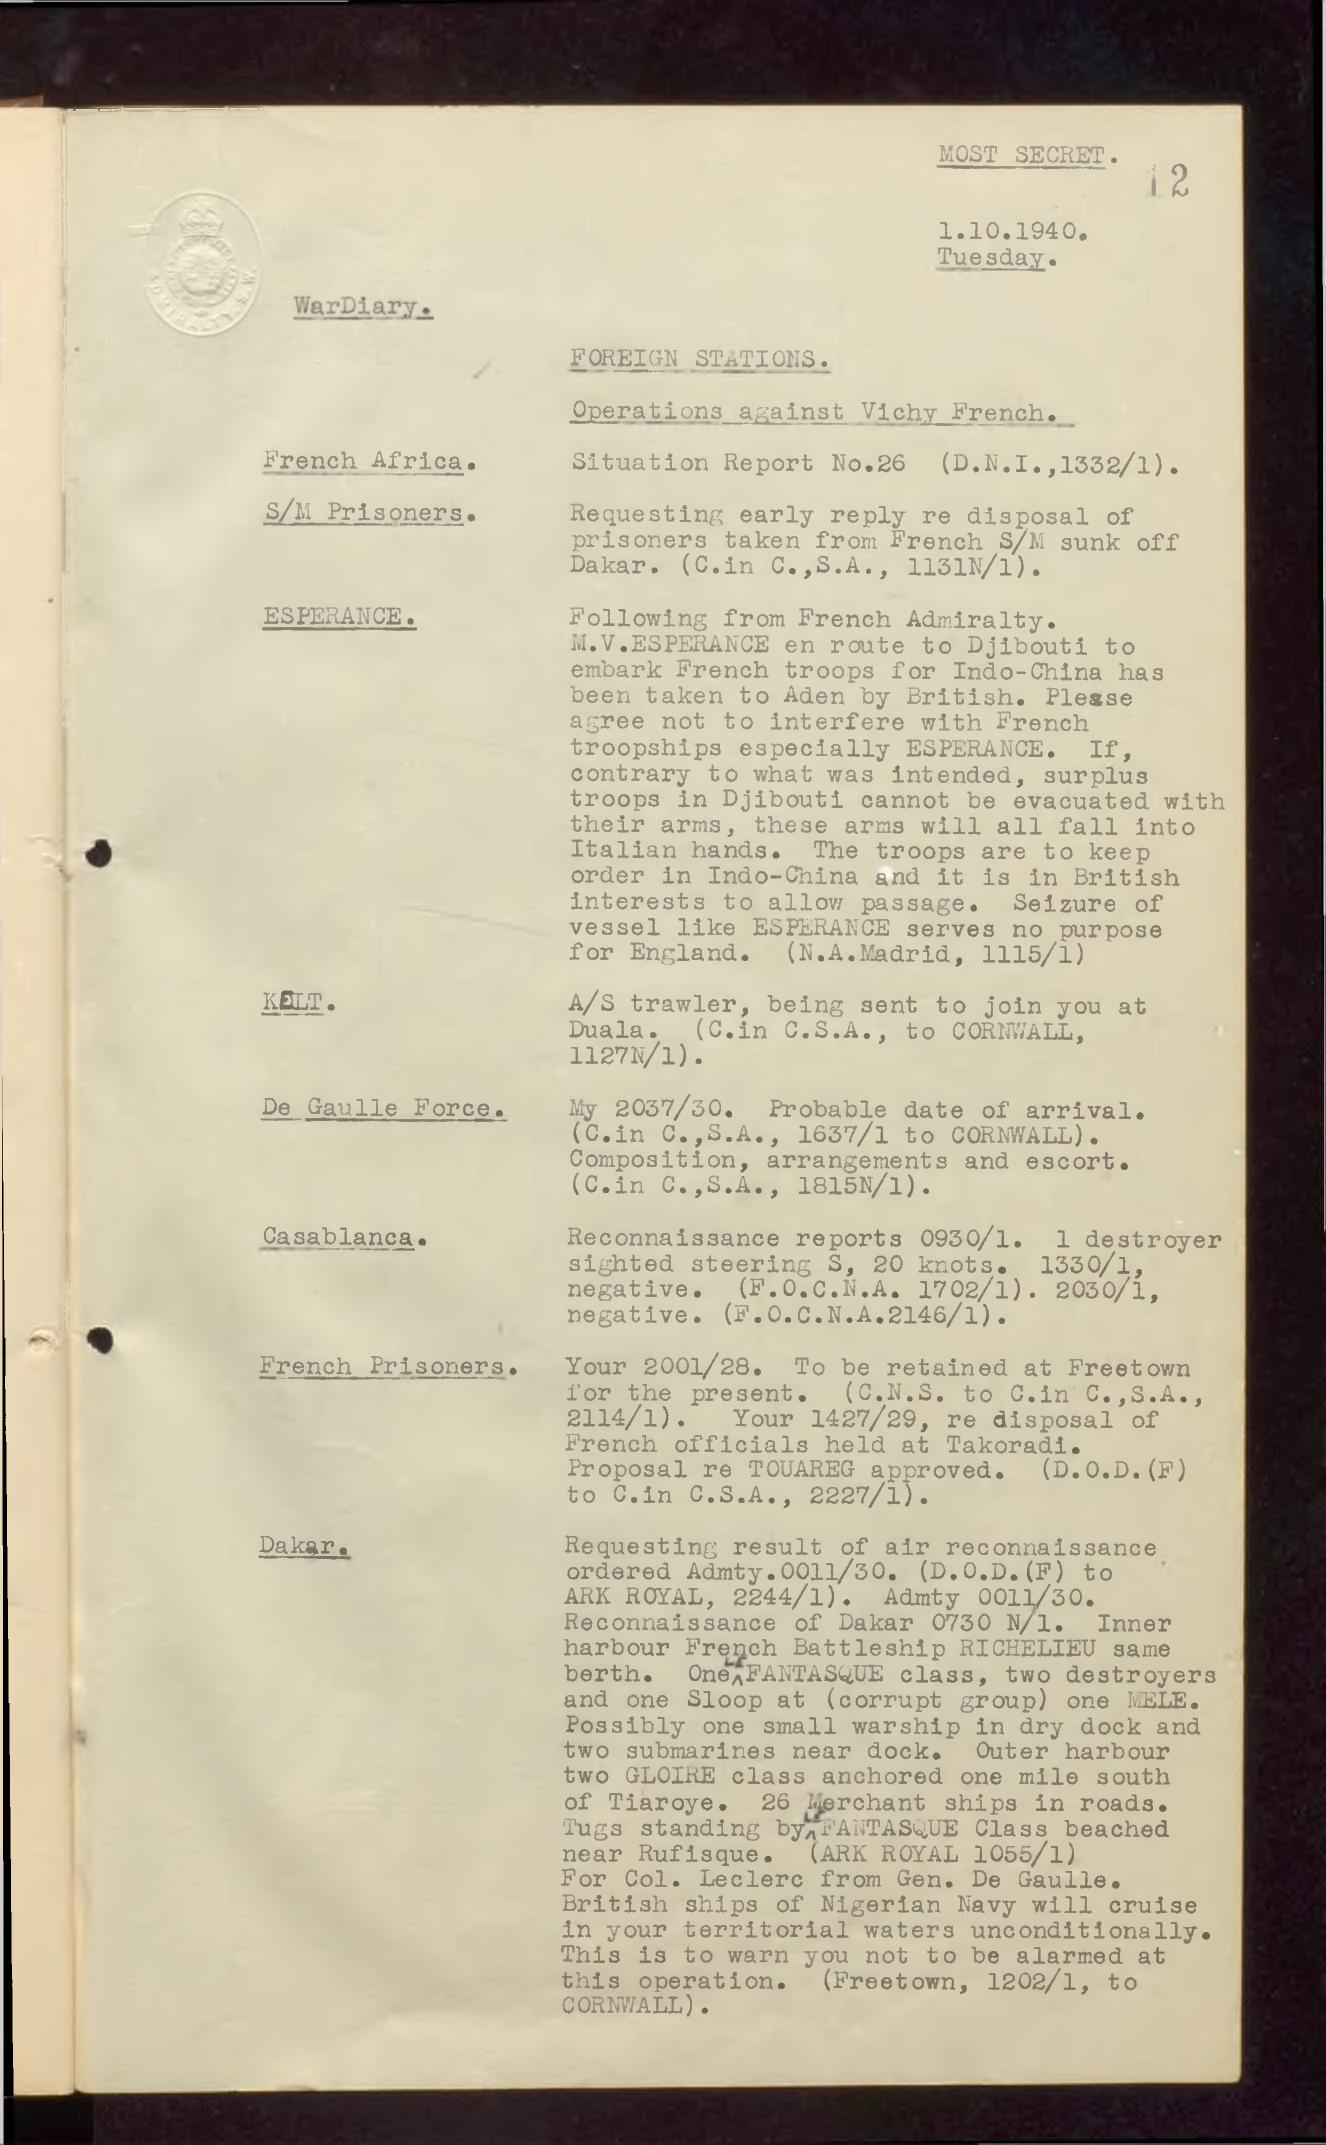 MOST SECRET.
12
1.10.1940.
Tuesday.
ADMIRALTY. S.W.
WarDiary.
FOREIGN STATIONS.
Operations against Vichy French.
French Africa. Situation Report No.26 (D.N.I.,1332/1).
S/M Prisoners. Requesting early reply re disposal of
prisoners taken from French S/M sunk off
Dakar. (C.in C.,S.A., 1131N/1).
ESPERANCE. Following from French Admiralty.
M.V.ESPERANCE en route to Djibouti to
embark French troops for Indo-China has
been taken to Aden by British. Please
agree not to interfere with French
troopships especially ESPERANCE. If,
contrary to what was intended, surplus
troops in Djibouti cannot be evacuated with
their arms, these arms will all fall into
Italian hands. The troops are to keep
order in Indo-China and it is in British
interests to allow passage. Seizure of
vessel like ESPERANCE serves no purpose
for England. (N.A.Madrid, 1115/1)
KELT. A/S trawler, being sent to join you at
Duala. (C.in C.S.A., to CORNWALL,
1127N/1).
De Gaulle Force. My 2037/30. Probable date of arrival.
(C.in C.,S.A., 1637/1 to CORNWALL).
Composition, arrangements and escort.
(C.in C.,S.A., 1815N/1).
Casablanca. Reconnaissance reports 0930/1. 1 destroyer
sighted steering S, 20 knots. 1330/1,
negative. (F.O.C.N.A. 1702/1). 2030/1,
negative. (F.O.C.N.A.2146/1).
French Prisoners. Your 2001/28. To be retained at Freetown
for the present. (C.N.S. to C.in C.,S.A.,
2114/1). Your 1427/29, re disposal of
French officials held at Takoradi.
Proposal re TOUAREG approved. (D.O.D.(F)
to C.in C.S.A., 2227/1).
Dakar. Requesting result of air reconnaissance
ordered Admty.0011/30. (D.O.D.(F) to
ARK ROYAL, 2244/1). Admty 0011/30.
Reconnaissance of Dakar 0730 N/1. Inner
harbour French Battleship RICHELIEU same
berth. One LE FANTASQUE class, two destroyers
and one Sloop at (corrupt group) one MELE.
Possibly one small warship in dry dock and
two submarines near dock. Outer harbour
two GLOIRE class anchored one mile south
of Tiaroye. 26 Merchant ships in roads.
Tugs standing by LE FANTASQUE Class beached
near Rufisque. (ARK ROYAL 1055/1)
For Col. Leclerc from Gen. De Gaulle.
British ships of Nigerian Navy will cruise
in your territorial waters unconditionally.
This is to warn you not to be alarmed at
this operation. (Freetown, 1202/1, to
CORNWALL).